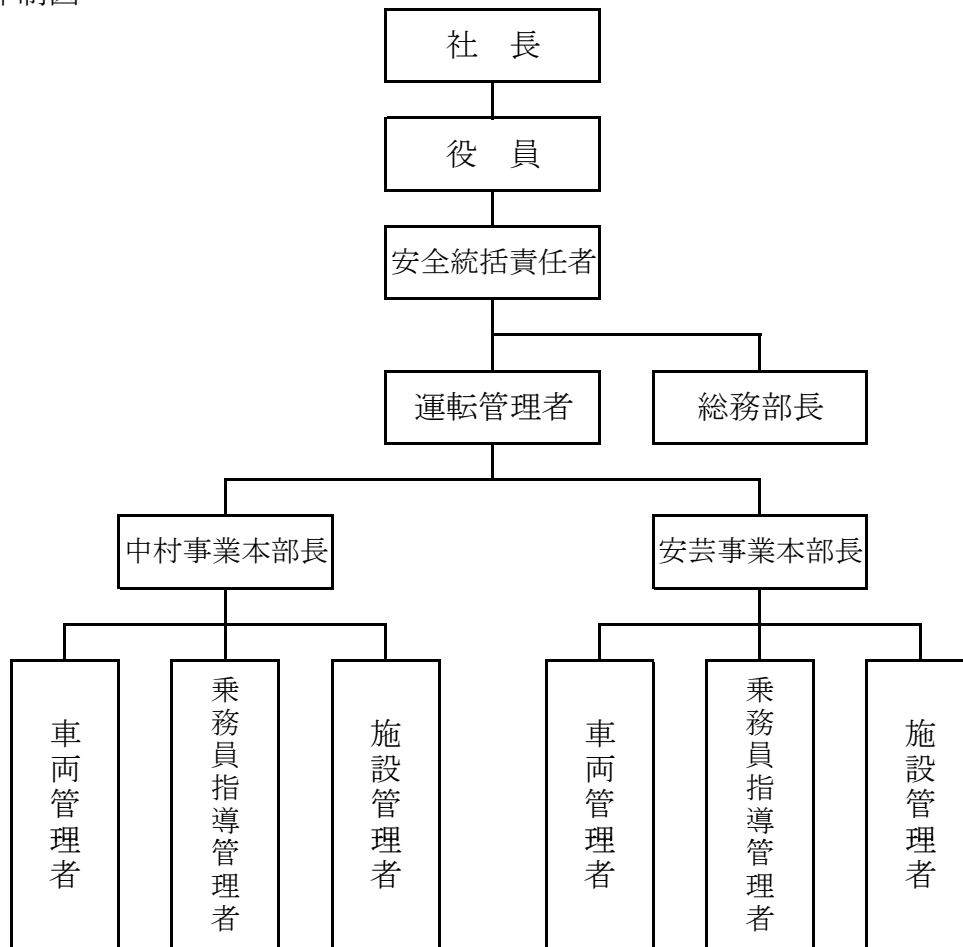 社 長
役 員
安全統括責任者
運転管理者
総務部長
中村事業本部長
安芸事業本部長
車両管理者
乗務員指導管理者
施設管理者
車両管理者
乗務員指導管理者
施設管理者